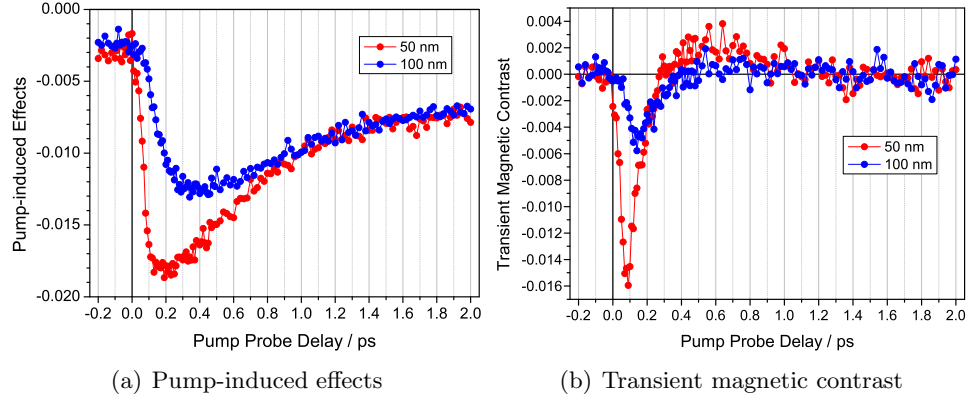 0.000
-0.005
-0.010
-0.015
-0.020
Pump-induced Effects
50 nm
100 nm
-0.2 0.0 0.2 0.4 0.6 0.8 1.0 1.2 1.4 1.6 1.8 2.0
Pump Probe Delay / ps
(a) Pump-induced effects
0.004
0.002
0.000
-0.002
-0.004
-0.006
-0.008
-0.010
-0.012
-0.014
-0.016
Transient Magnetic Contrast
50 nm
100 nm
-0.2 0.0 0.2 0.4 0.6 0.8 1.0 1.2 1.4 1.6 1.8 2.0
Pump Probe Delay / ps
(b) Transient magnetic contrast